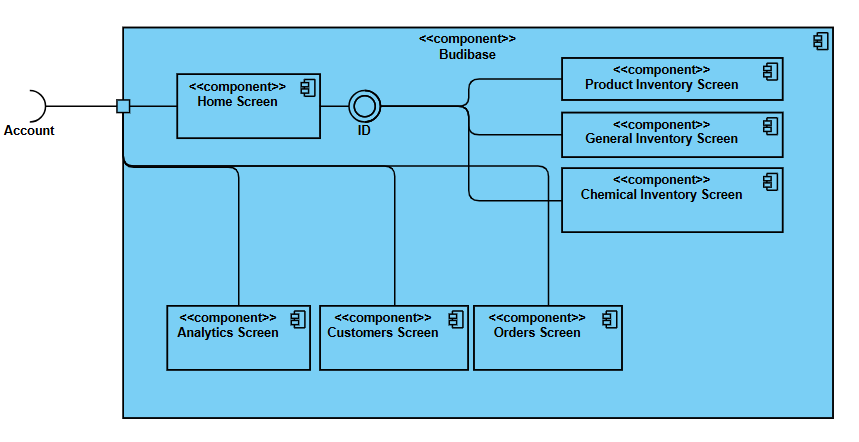 <<component>>
Budibase
Account
<<component>>
Home Screen
ID
<<component>>
Product Inventory Screen
<<component>>
General Inventory Screen
<<component>>
Chemical Inventory Screen
<<component>>
Analytics Screen
<<component>>
Customers Screen
<<component>>
Orders Screen